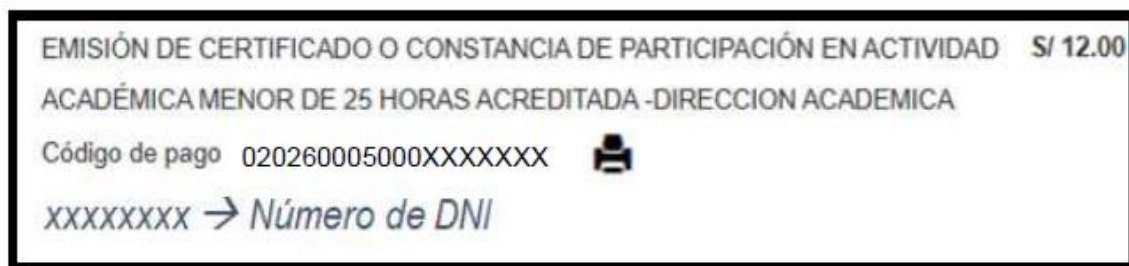 EMISIÓN DE CERTIFICADO O CONSTANCIA DE PARTICIPACIÓN EN ACTIVIDAD S/ 12.00
ACADÉMICA MENOR DE 25 HORAS ACREDITADA -DIRECCION ACADEMICA
Código de pago 020260005000XXXXXXX
xxxxxxxx → Número de DNI